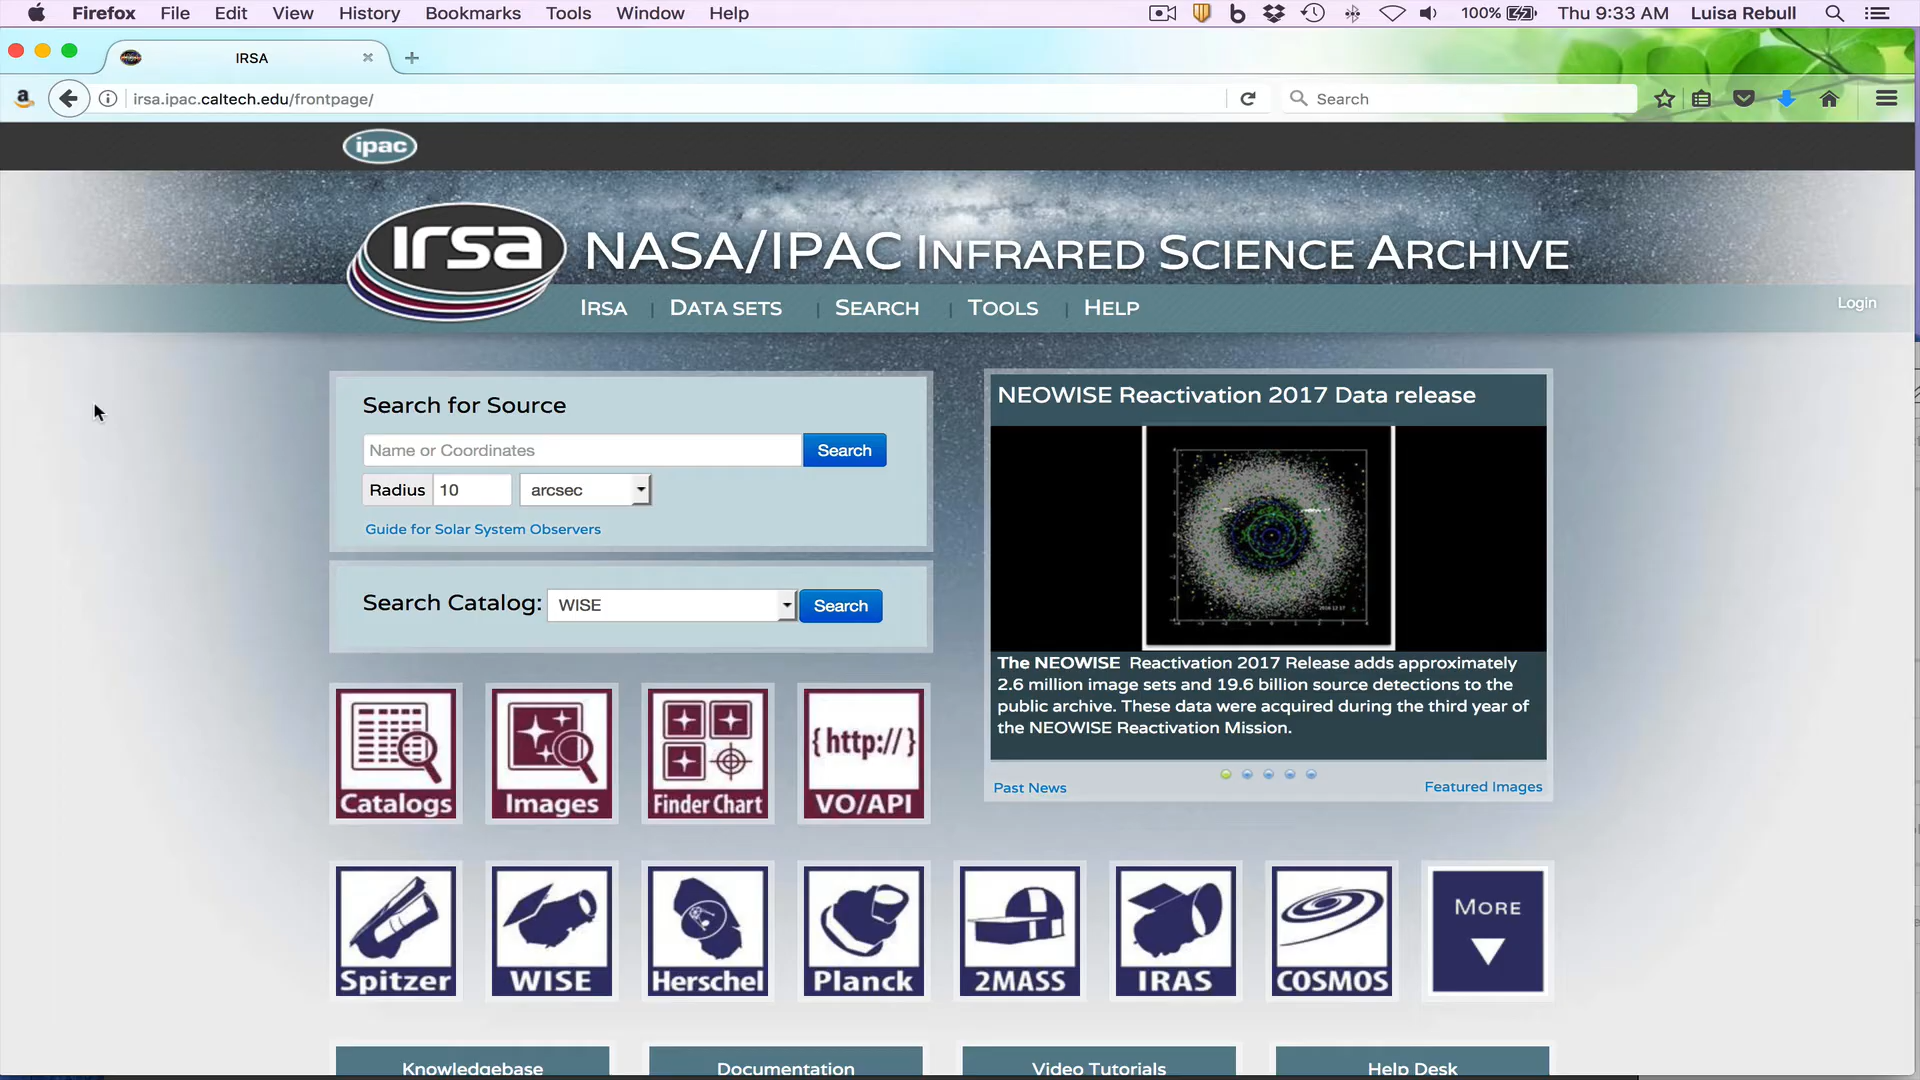 Firefox File Edit View History Bookmarks Tools Window Help 100% Thu 9:33 AM Luisa Rebull
IRSA
irsa.ipac.caltech.edu/frontpage/ Search
ipac
irsa NASA/IPAC INFRARED SCIENCE ARCHIVE
IRSA | DATA SETS | SEARCH | TOOLS | HELP Login
Search for Source
Name or Coordinates Search
Radius 10 arcsec
Guide for Solar System Observers
Search Catalog: WISE Search
NEOWISE Reactivation 2017 Data release
The NEOWISE Reactivation 2017 Release adds approximately
2.6 million image sets and 19.6 billion source detections to the
public archive. These data were acquired during the third year of
the NEOWISE Reactivation Mission.
Past News Featured Images
{http://}
Catalogs Images Finder Chart VO/API
MORE
Spitzer WISE Herschel Planck 2MASS IRAS COSMOS
Knowledgebase Documentation Video Tutorials Help Desk